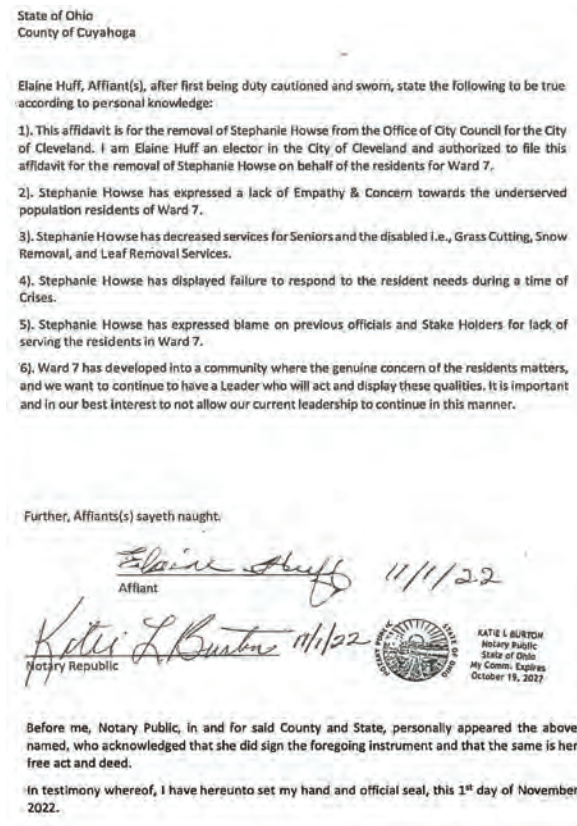 State of Ohio
County of Cuyahoga
Elaine Huff, Affiant(s), after first being duty cautioned and sworn, state the following to be true
according to personal knowledge:
1). This affidavit is for the removal of Stephanie Howse from the Office of City Council for the City
of Cleveland. I am Elaine Huff an elector in the City of Cleveland and authorized to file this
affidavit for the removal of Stephanie Howse on behalf of the residents for Ward 7.
2). Stephanie Howse has expressed a lack of Empathy & Concern towards the underserved
population residents of Ward 7.
3). Stephanie Howse has decreased services for Seniors and the disabled i.e., Grass Cutting, Snow
Removal, and Leaf Removal Services.
4). Stephanie Howse has displayed failure to respond to the resident needs during a time of
Crises.
5). Stephanie Howse has expressed blame on previous officials and Stake Holders for lack of
serving the residents in Ward 7.
6). Ward 7 has developed into a community where the genuine concern of the residents matters,
and we want to continue to have a Leader who will act and display these qualities. It is important
and in our best interest to not allow our current leadership to continue in this manner.
Further, Affiants(s) sayeth naught.
Elaine Huff 11/1/22
Affiant
Katie L Burton 11/1/22
Notary Republic
NOTARY PUBLIC
STATE OF OHIO
KATIE L BURTON
Notary Public
State of Ohio
My Comm. Expires
October 19, 2027
Before me, Notary Public, in and for said County and State, personally appeared the above
named, who acknowledged that she did sign the foregoing instrument and that the same is her
free act and deed.
In testimony whereof, I have hereunto set my hand and official seal, this 1st day of November
2022.